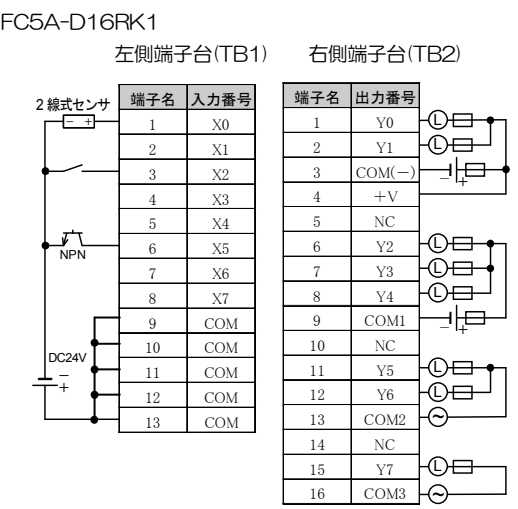 FC5A-D16RK1
左側端子台(TB1)
右側端子台(TB2)
2線式センサ
− +
NPN
DC24V
−
+
端子名 入力番号
1 X0
2 X1
3 X2
4 X3
5 X4
6 X5
7 X6
8 X7
9 COM
10 COM
11 COM
12 COM
13 COM
端子名 出力番号
1 Y0 L
2 Y1 L
3 COM(−) − +
4 +V
5 NC
6 Y2 L
7 Y3 L
8 Y4 L
9 COM1 − +
10 NC
11 Y5 L
12 Y6 L
13 COM2 ~
14 NC
15 Y7 L
16 COM3 ~